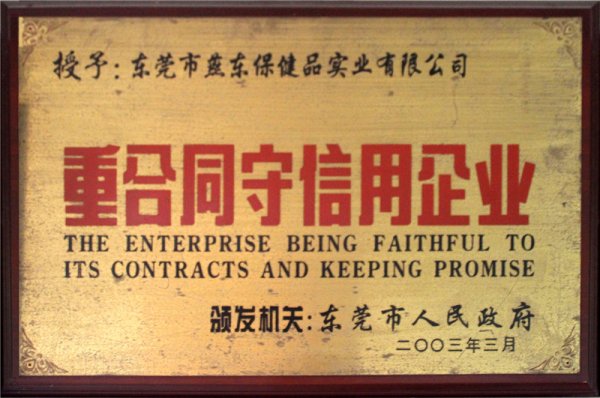 授予：东莞市燕东保健品实业有限公司
重合同守信用企业
THE ENTERPRISE BEING FAITHFUL TO
ITS CONTRACTS AND KEEPING PROMISE
颁发机关：东莞市人民政府
二〇〇三年三月